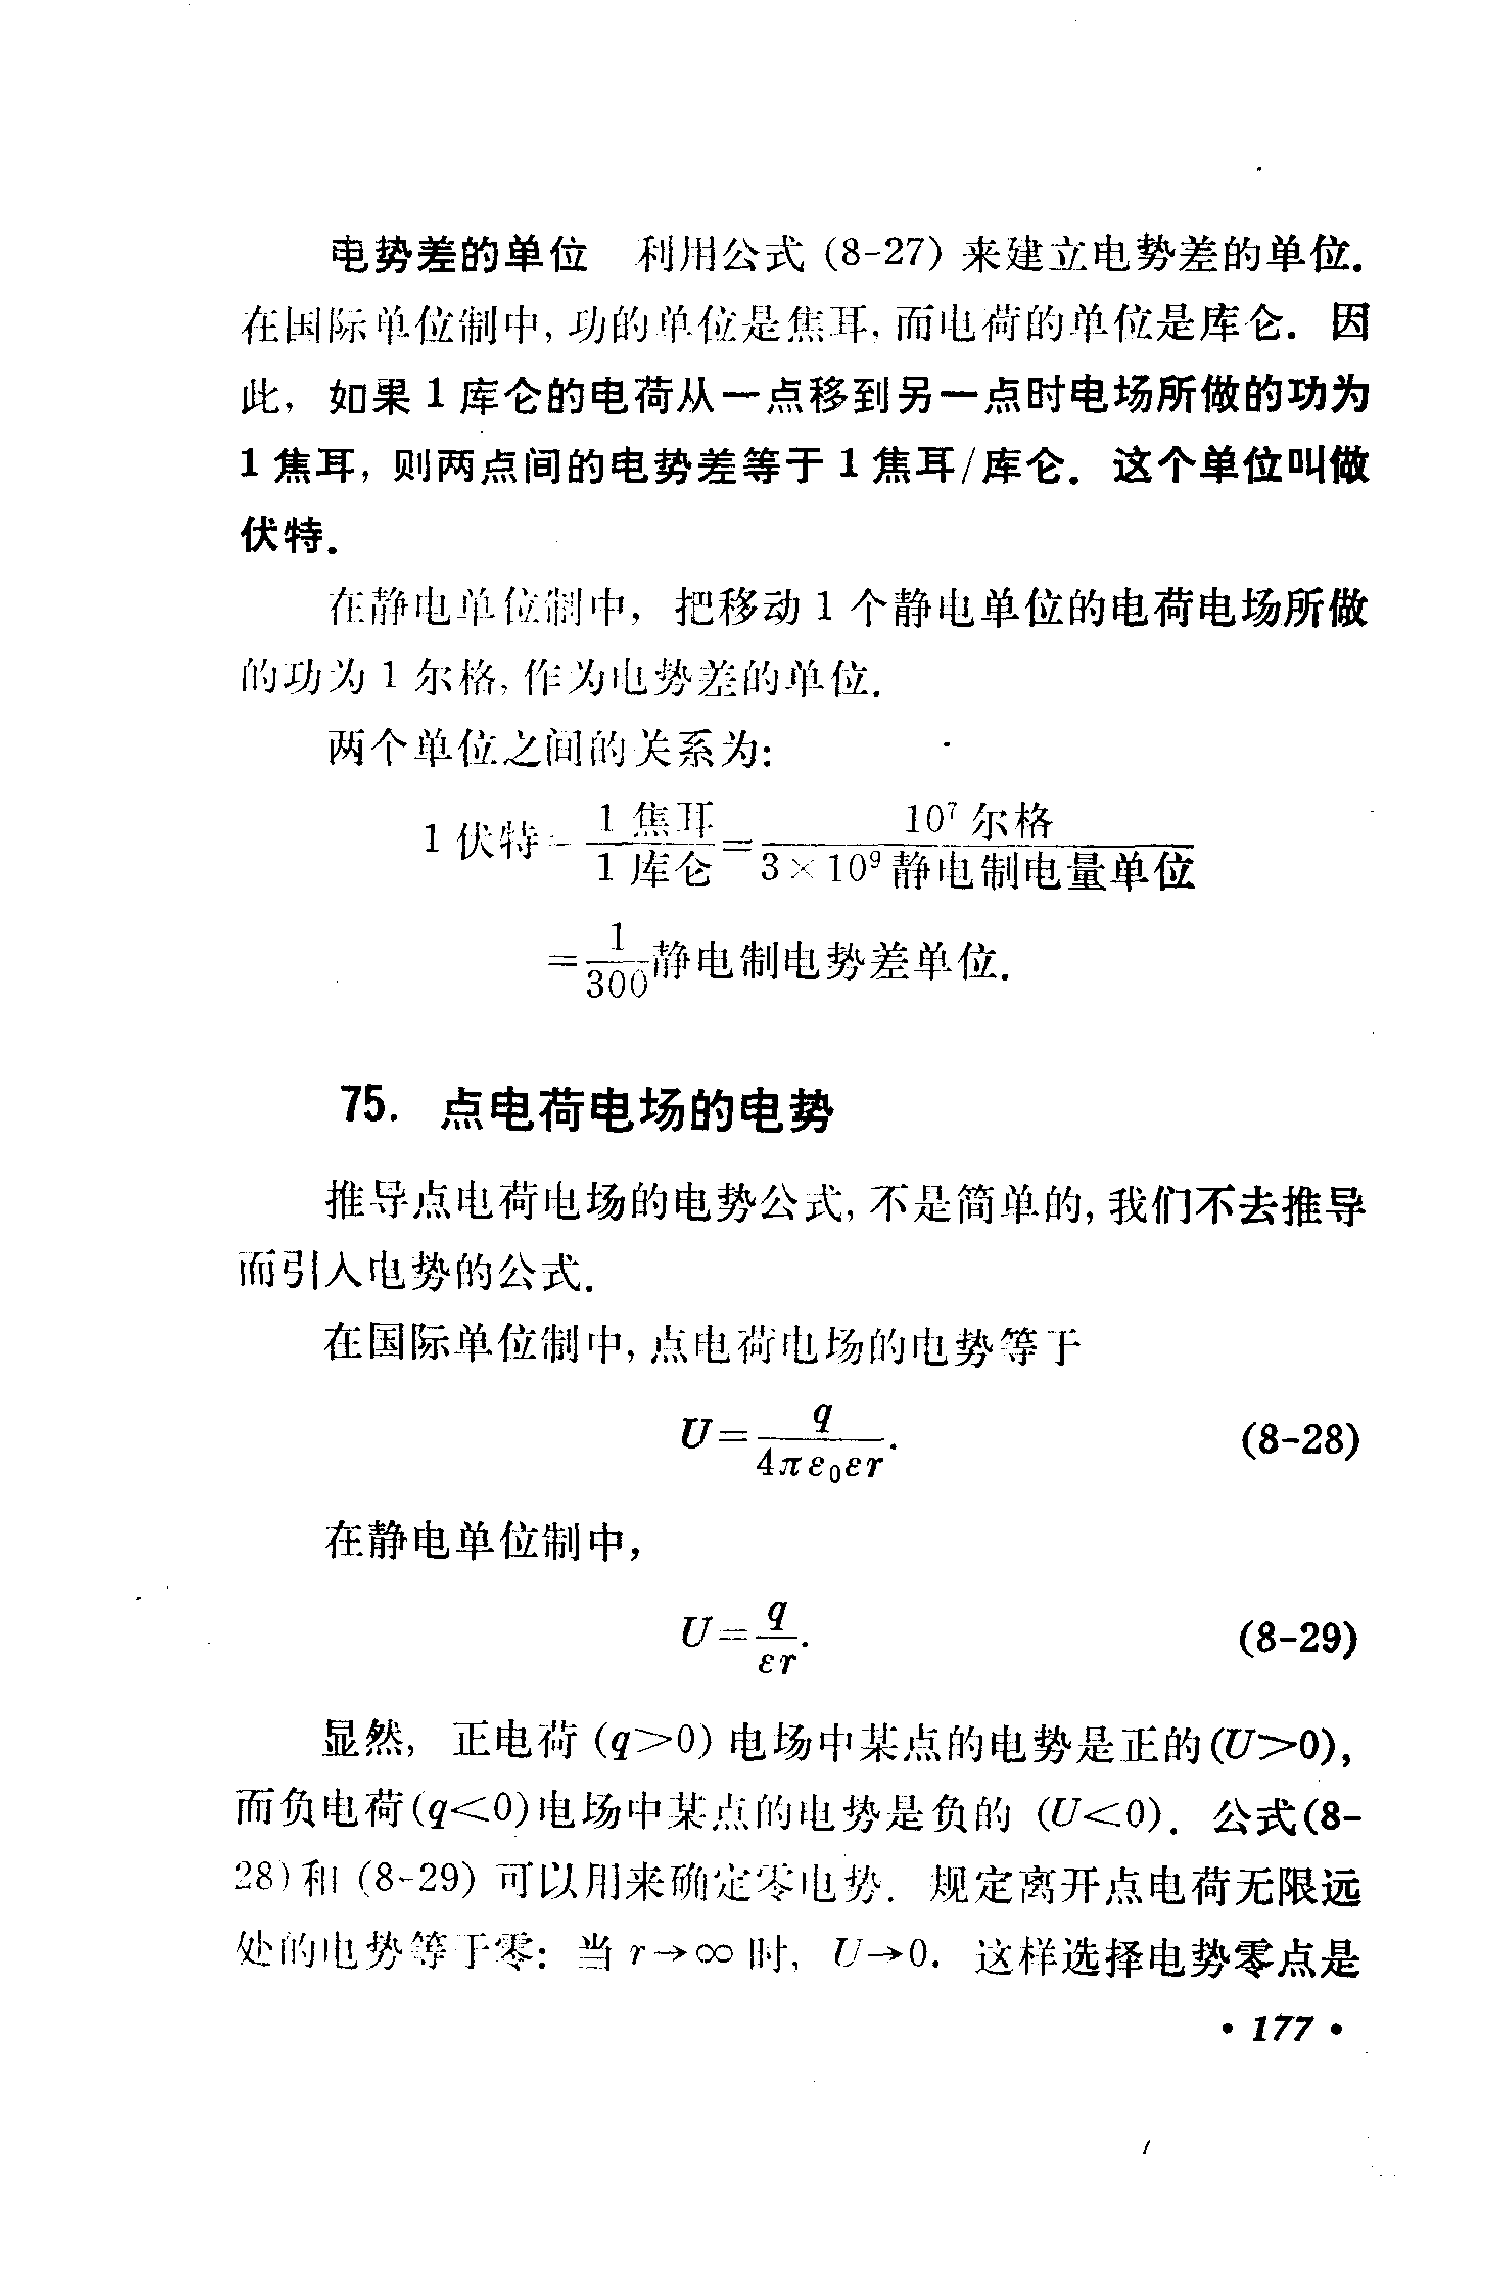 电势差的单位　利用公式 (8-27) 来建立电势差的单位.
在国际单位制中, 功的单位是焦耳, 而电荷的单位是库仑. 因
此, 如果 1 库仑的电荷从一点移到另一点时电场所做的功为
1 焦耳, 则两点间的电势差等于 1 焦耳/库仑. 这个单位叫做
伏特.
在静电单位制中, 把移动 1 个静电单位的电荷电场所做
的功为 1 尔格, 作为电势差的单位.
两个单位之间的关系为:
1 伏特 = \frac{1 焦耳}{1 库仑} = \frac{10^7 尔格}{3×10^9 静电制电量单位}
= \frac{1}{300} 静电制电势差单位.
75. 点电荷电场的电势
推导点电荷电场的电势公式, 不是简单的, 我们不去推导
而引入电势的公式.
在国际单位制中, 点电荷电场的电势等于
U = \frac{q}{4πε_0εr}. (8-28)
在静电单位制中,
U = \frac{q}{εr}. (8-29)
显然, 正电荷 (q>0) 电场中某点的电势是正的 (U>0),
而负电荷 (q<0) 电场中某点的电势是负的 (U<0). 公式(8-
28) 和 (8-29) 可以用来确定零电势. 规定离开点电荷无限远
处的电势等于零: 当 r→∞ 时, U→0. 这样选择电势零点是
• 177 •